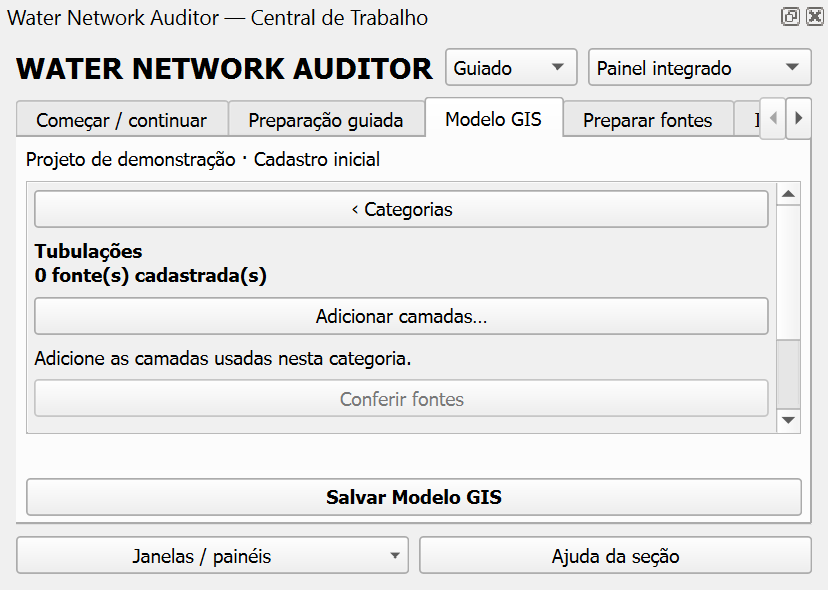 Water Network Auditor — Central de Trabalho
WATER NETWORK AUDITOR Guiado Painel integrado
Começar / continuar Preparação guiada Modelo GIS Preparar fontes
Projeto de demonstração · Cadastro inicial
‹ Categorias
Tubulações
0 fonte(s) cadastrada(s)
Adicionar camadas...
Adicione as camadas usadas nesta categoria.
Conferir fontes
Salvar Modelo GIS
Janelas / painéis Ajuda da seção